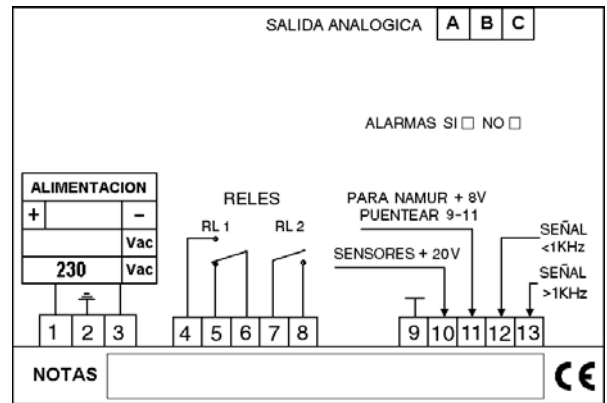 SALIDA ANALOGICA A B C
ALARMAS SI □ NO □
ALIMENTACION
+ −
Vac
230 Vac
1 2 3
RELES
RL 1 RL 2
4 5 6 7 8
PARA NAMUR + 8V
PUENTEAR 9-11
SENSORES + 20V
SEÑAL
<1KHz
SEÑAL
>1KHz
9 10 11 12 13
NOTAS
CE